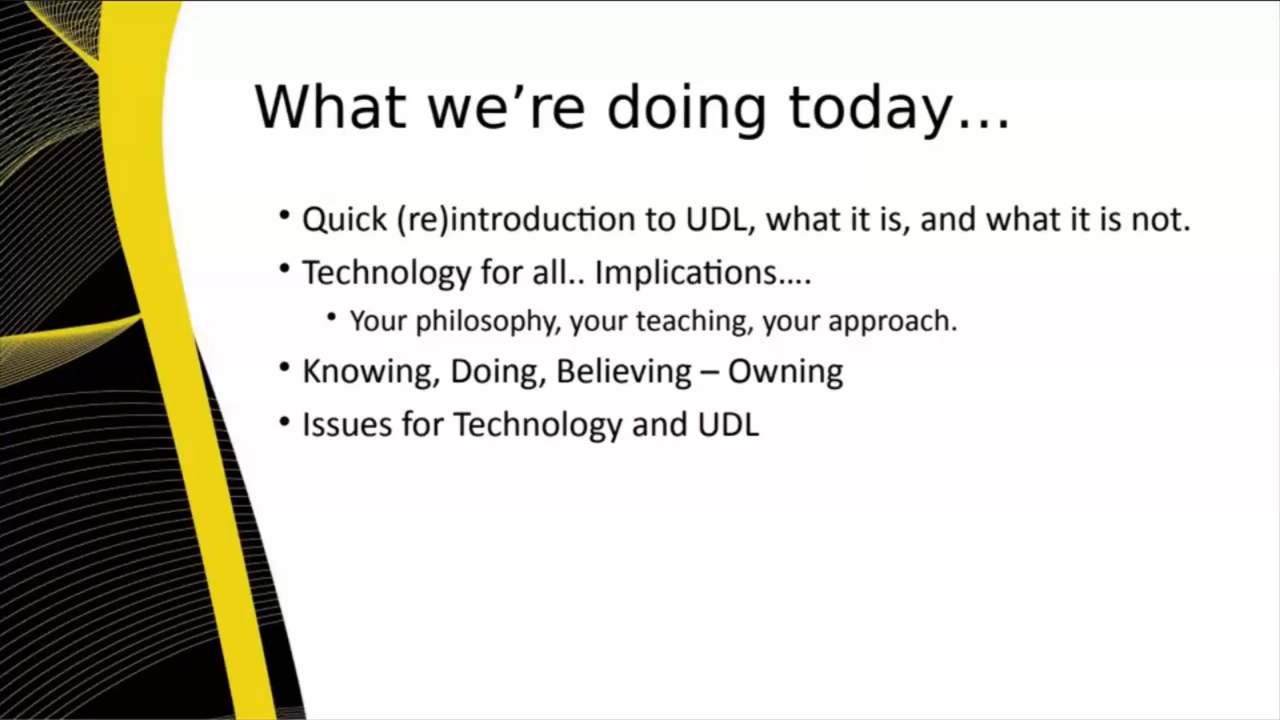 What we’re doing today…
• Quick (re)introduction to UDL, what it is, and what it is not.
• Technology for all.. Implications….
• Your philosophy, your teaching, your approach.
• Knowing, Doing, Believing – Owning
• Issues for Technology and UDL